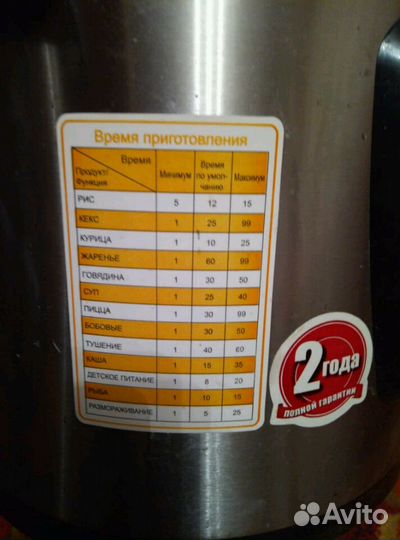 Время приготовления
Время
Продукт/
Функция
Минимум
Время
по умол-
чанию
Максимум
РИС 5 12 15
КЕКС 1 25 99
КУРИЦА 1 10 25
ЖАРЕНЬЕ 1 60 99
ГОВЯДИНА 1 30 50
СУП 1 25 40
ПИЦЦА 1 30 99
БОБОВЫЕ 1 30 50
ТУШЕНИЕ 1 40 60
КАША 1 15 35
ДЕТСКОЕ ПИТАНИЕ 1 8 20
РЫБА 1 10 15
РАЗМОРАЖИВАНИЕ 1 5 25
2 года
полной гарантии
Avito